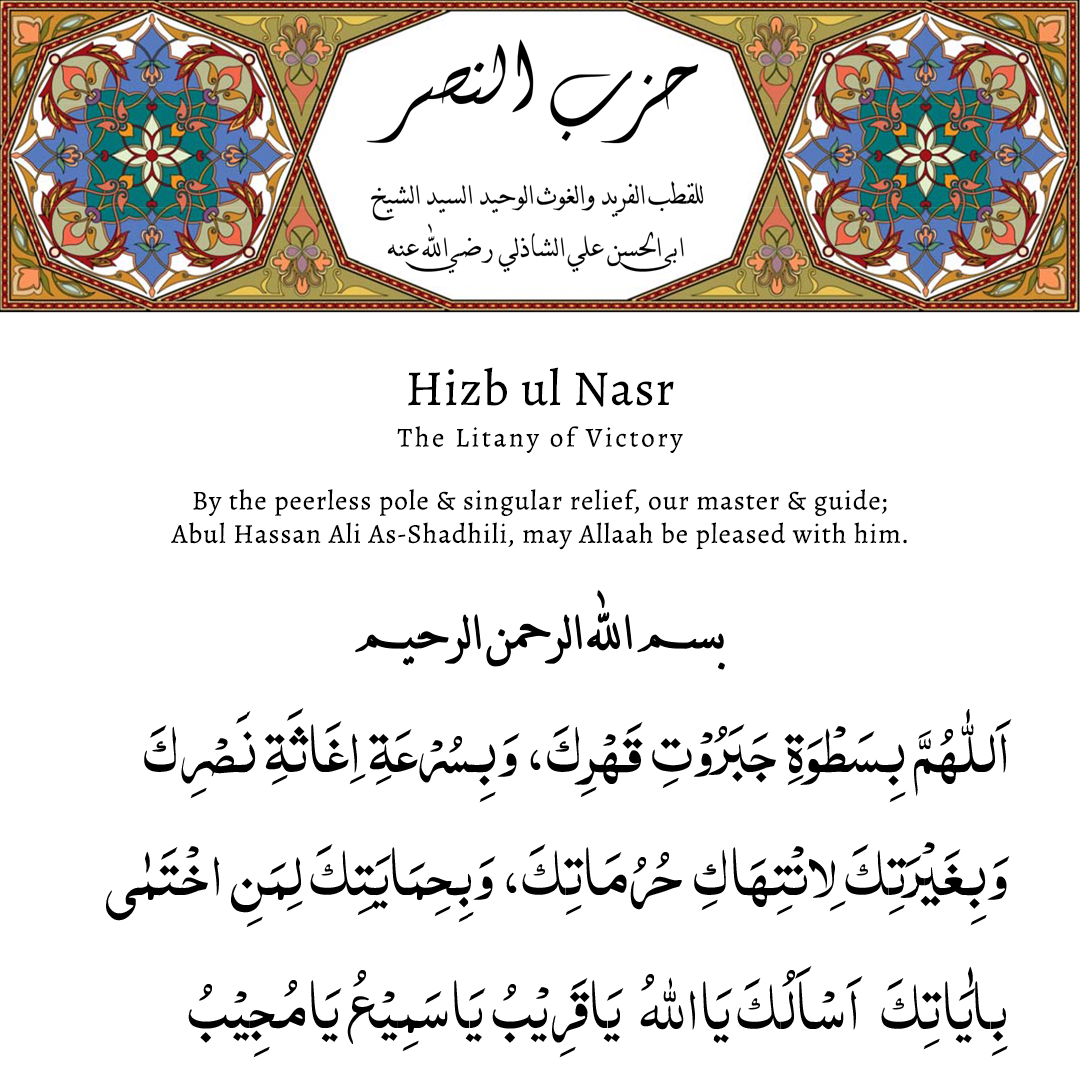 حزب النصر
للقطب الفريد والغوث الوحيد السيد الشيخ
ابي الحسن علي الشاذلي رضي الله عنه
Hizb ul Nasr
The Litany of Victory
By the peerless pole & singular relief, our master & guide;
Abul Hassan Ali As-Shadhili, may Allaah be pleased with him.
بسم الله الرحمن الرحيم
اَللّٰهُمَّ بِسَطْوَةِ جَبَرُوْتِ قَهْرِكَ، وَبِسُرْعَةِ اِغَاثَةِ نَصْرِكَ
وَبِغَيْرَتِكَ لِانْتِهَاكِ حُرُمَاتِكَ، وَبِحِمَايَتِكَ لِمَنِ اخْتَمٰى
بِاٰيَاتِكَ اَسْاَلُكَ يَا اللهُ يَاقَرِيْبُ يَاسَمِيْعُ يَامُجِيْبُ